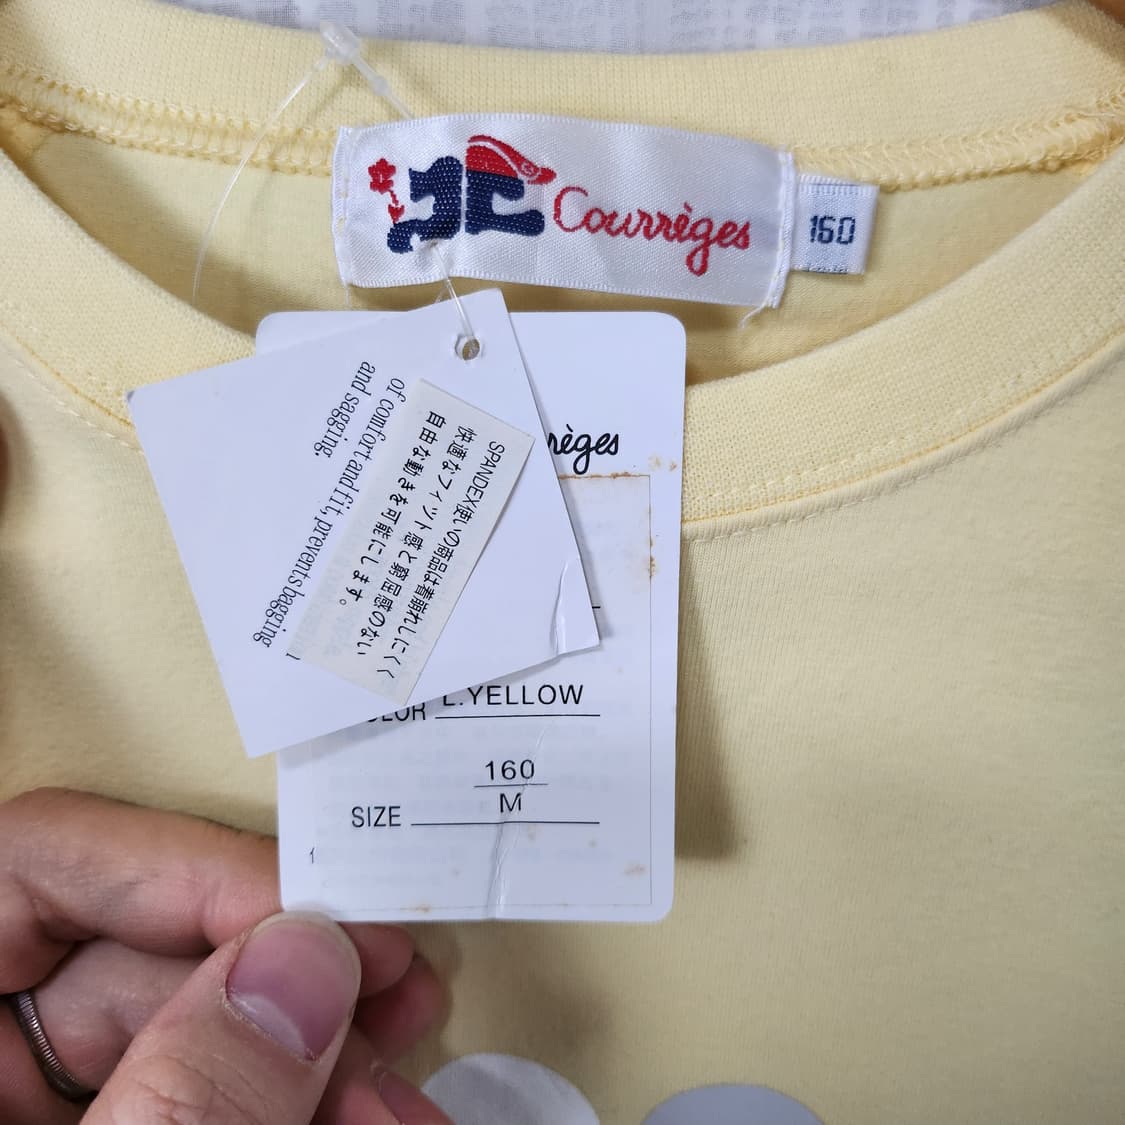 Courrèges
160
of comfort and fit, prevents bagging
and sagging.
SPANDEX使いの商品は着崩れしにくく
快適なフィット感と窮屈感のない
自由な動きを可能にします。
règes
L.YELLOW
160
M
SIZE